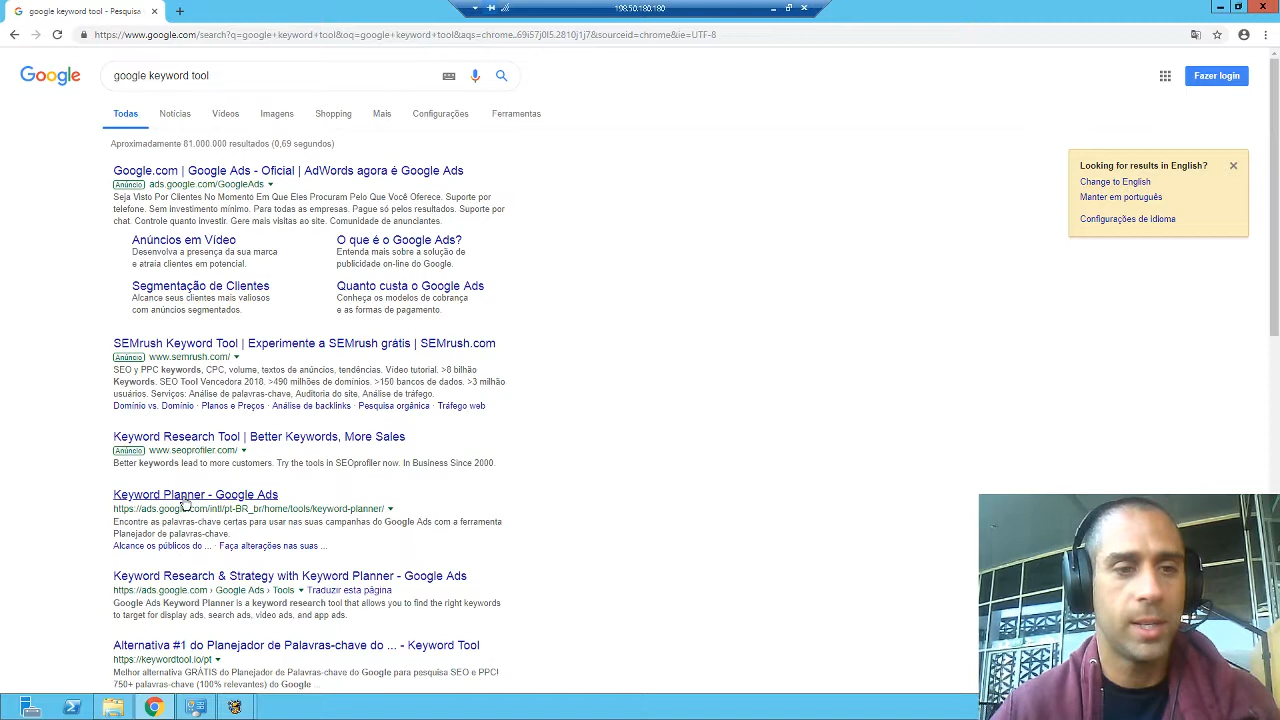 google keyword tool - Pesquisa
198.50.180.180
https://www.google.com/search?q=google+keyword+tool&oq=google+keyword+tool&aqs=chrome..69i57j0l5.2810j1j7&sourceid=chrome&ie=UTF-8
Google
google keyword tool
Fazer login
Todas
Notícias
Vídeos
Imagens
Shopping
Mais
Configurações
Ferramentas
Aproximadamente 81.000.000 resultados (0,69 segundos)
Looking for results in English?
Change to English
Manter em português
Configurações de idioma
Google.com | Google Ads - Oficial | AdWords agora é Google Ads
Anúncio ads.google.com/GoogleAds
Seja Visto Por Clientes No Momento Em Que Eles Procuram Pelo Que Você Oferece. Suporte por
telefone. Sem investimento mínimo. Para todas as empresas. Pague só pelos resultados. Suporte por
chat. Controle quanto investir. Gere mais visitas ao site. Comunidade de anunciantes.
Anúncios em Vídeo
Desenvolva a presença da sua marca
e atraia clientes em potencial.
O que é o Google Ads?
Entenda mais sobre a solução de
publicidade on-line do Google.
Segmentação de Clientes
Alcance seus clientes mais valiosos
com anúncios segmentados.
Quanto custa o Google Ads
Conheça os modelos de cobrança
e as formas de pagamento.
SEMrush Keyword Tool | Experimente a SEMrush grátis | SEMrush.com
Anúncio www.semrush.com/
SEO y PPC keywords, CPC, volume, textos de anúncios, tendências. Vídeo tutorial. >8 bilhão
Keywords. SEO Tool Vencedora 2018. >490 milhões de domínios. >150 bancos de dados. >3 milhão
usuários. Serviços: Análise de palavras-chave, Auditoria do site, Análise de tráfego.
Domínio vs. Domínio · Planos e Preços · Análise de backlinks · Pesquisa orgânica · Tráfego web
Keyword Research Tool | Better Keywords, More Sales
Anúncio www.seoprofiler.com/
Better keywords lead to more customers. Try the tools in SEOprofiler now. In Business Since 2000.
Keyword Planner - Google Ads
https://ads.google.com/intl/pt-BR_br/home/tools/keyword-planner/
Encontre as palavras-chave certas para usar nas suas campanhas do Google Ads com a ferramenta
Planejador de palavras-chave.
Alcance os públicos do ... · Faça alterações nas suas ...
Keyword Research & Strategy with Keyword Planner - Google Ads
https://ads.google.com › Google Ads › Tools Traduzir esta página
Google Ads Keyword Planner is a keyword research tool that allows you to find the right keywords
to target for display ads, search ads, video ads, and app ads.
Alternativa #1 do Planejador de Palavras-chave do ... - Keyword Tool
https://keywordtool.io/pt
Melhor alternativa GRÁTIS do Planejador de Palavras-chave do Google para pesquisa SEO e PPC!
750+ palavras-chave (100% relevantes) do Google ...